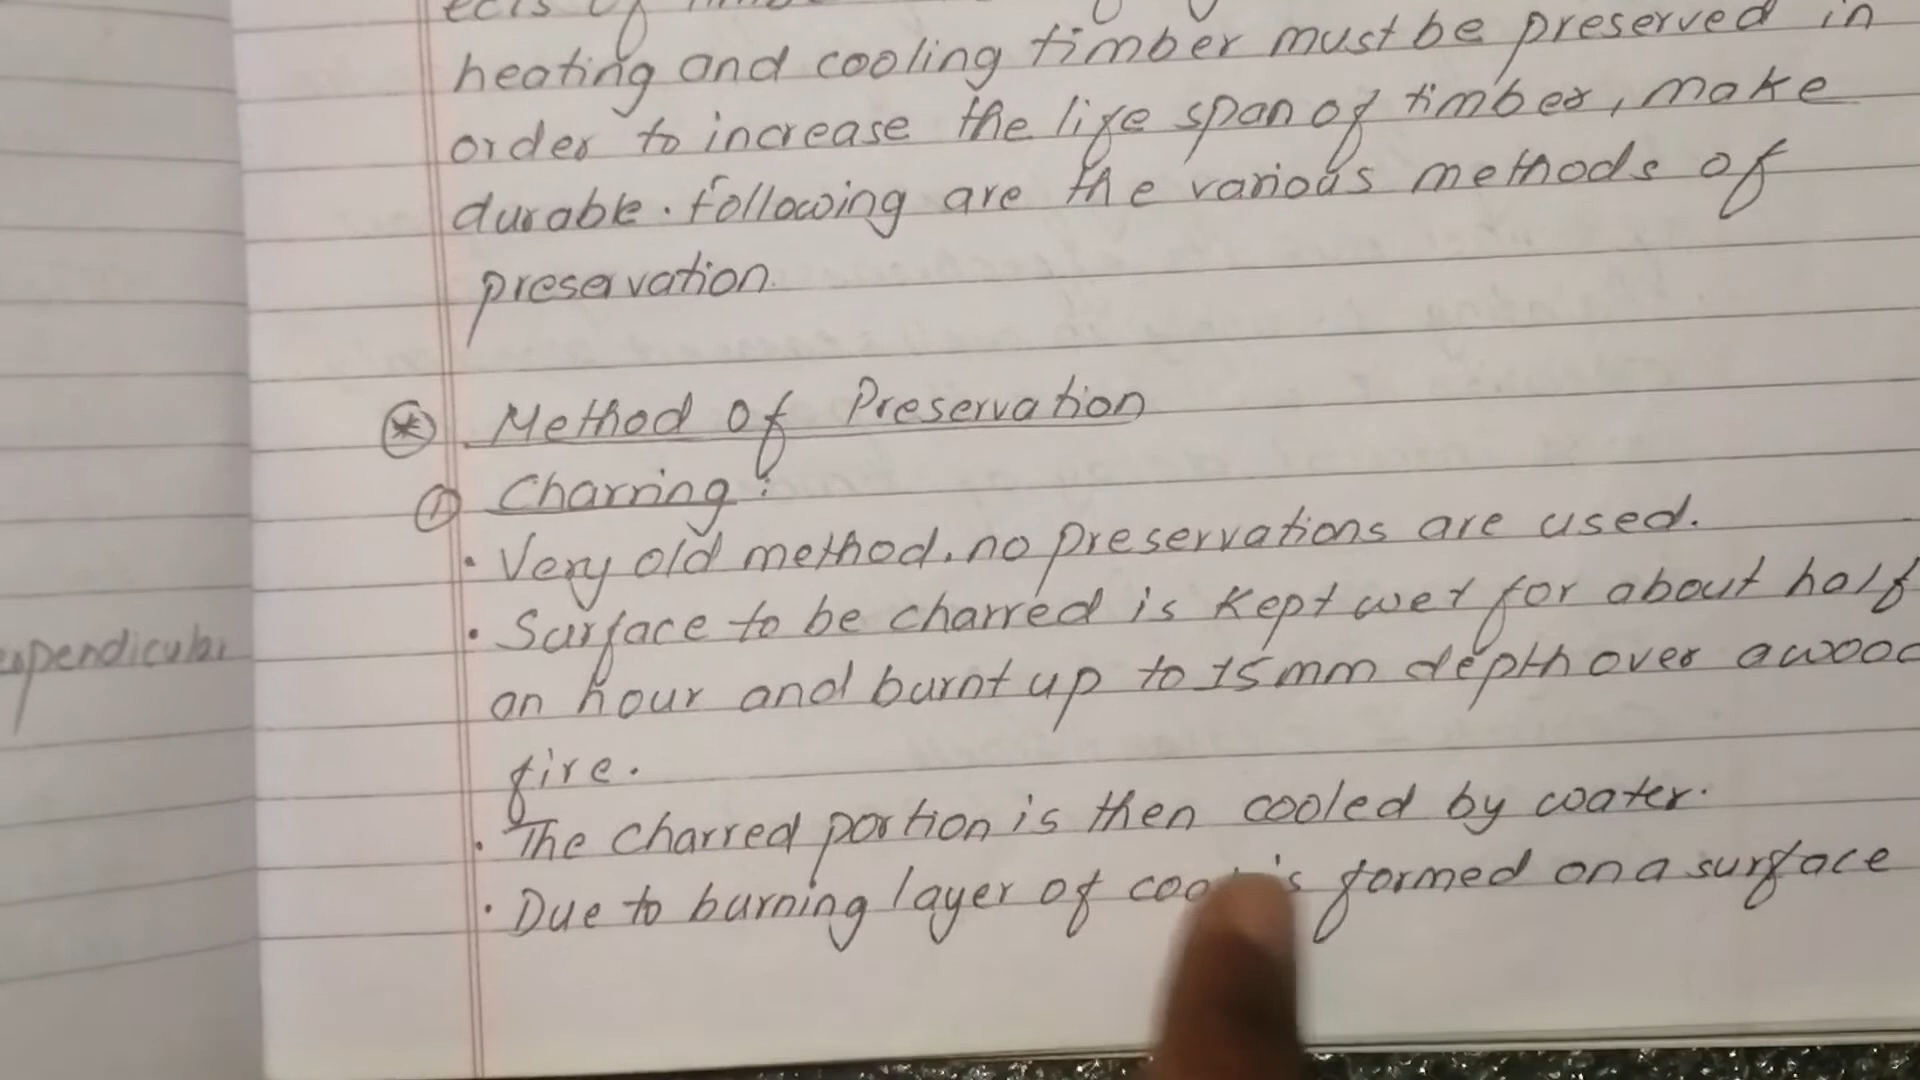 heating and cooling timber must be preserved in
order to increase the life span of timber, make
durable. following are the various methods of
preservation.
* Method of Preservation
1 Charring:
• Very old method. no preservations are used.
• Surface to be charred is kept wet for about half
an hour and burnt up to 15mm depth over a wood
fire.
• The charred portion is then cooled by water.
• Due to burning layer of is formed on a surface